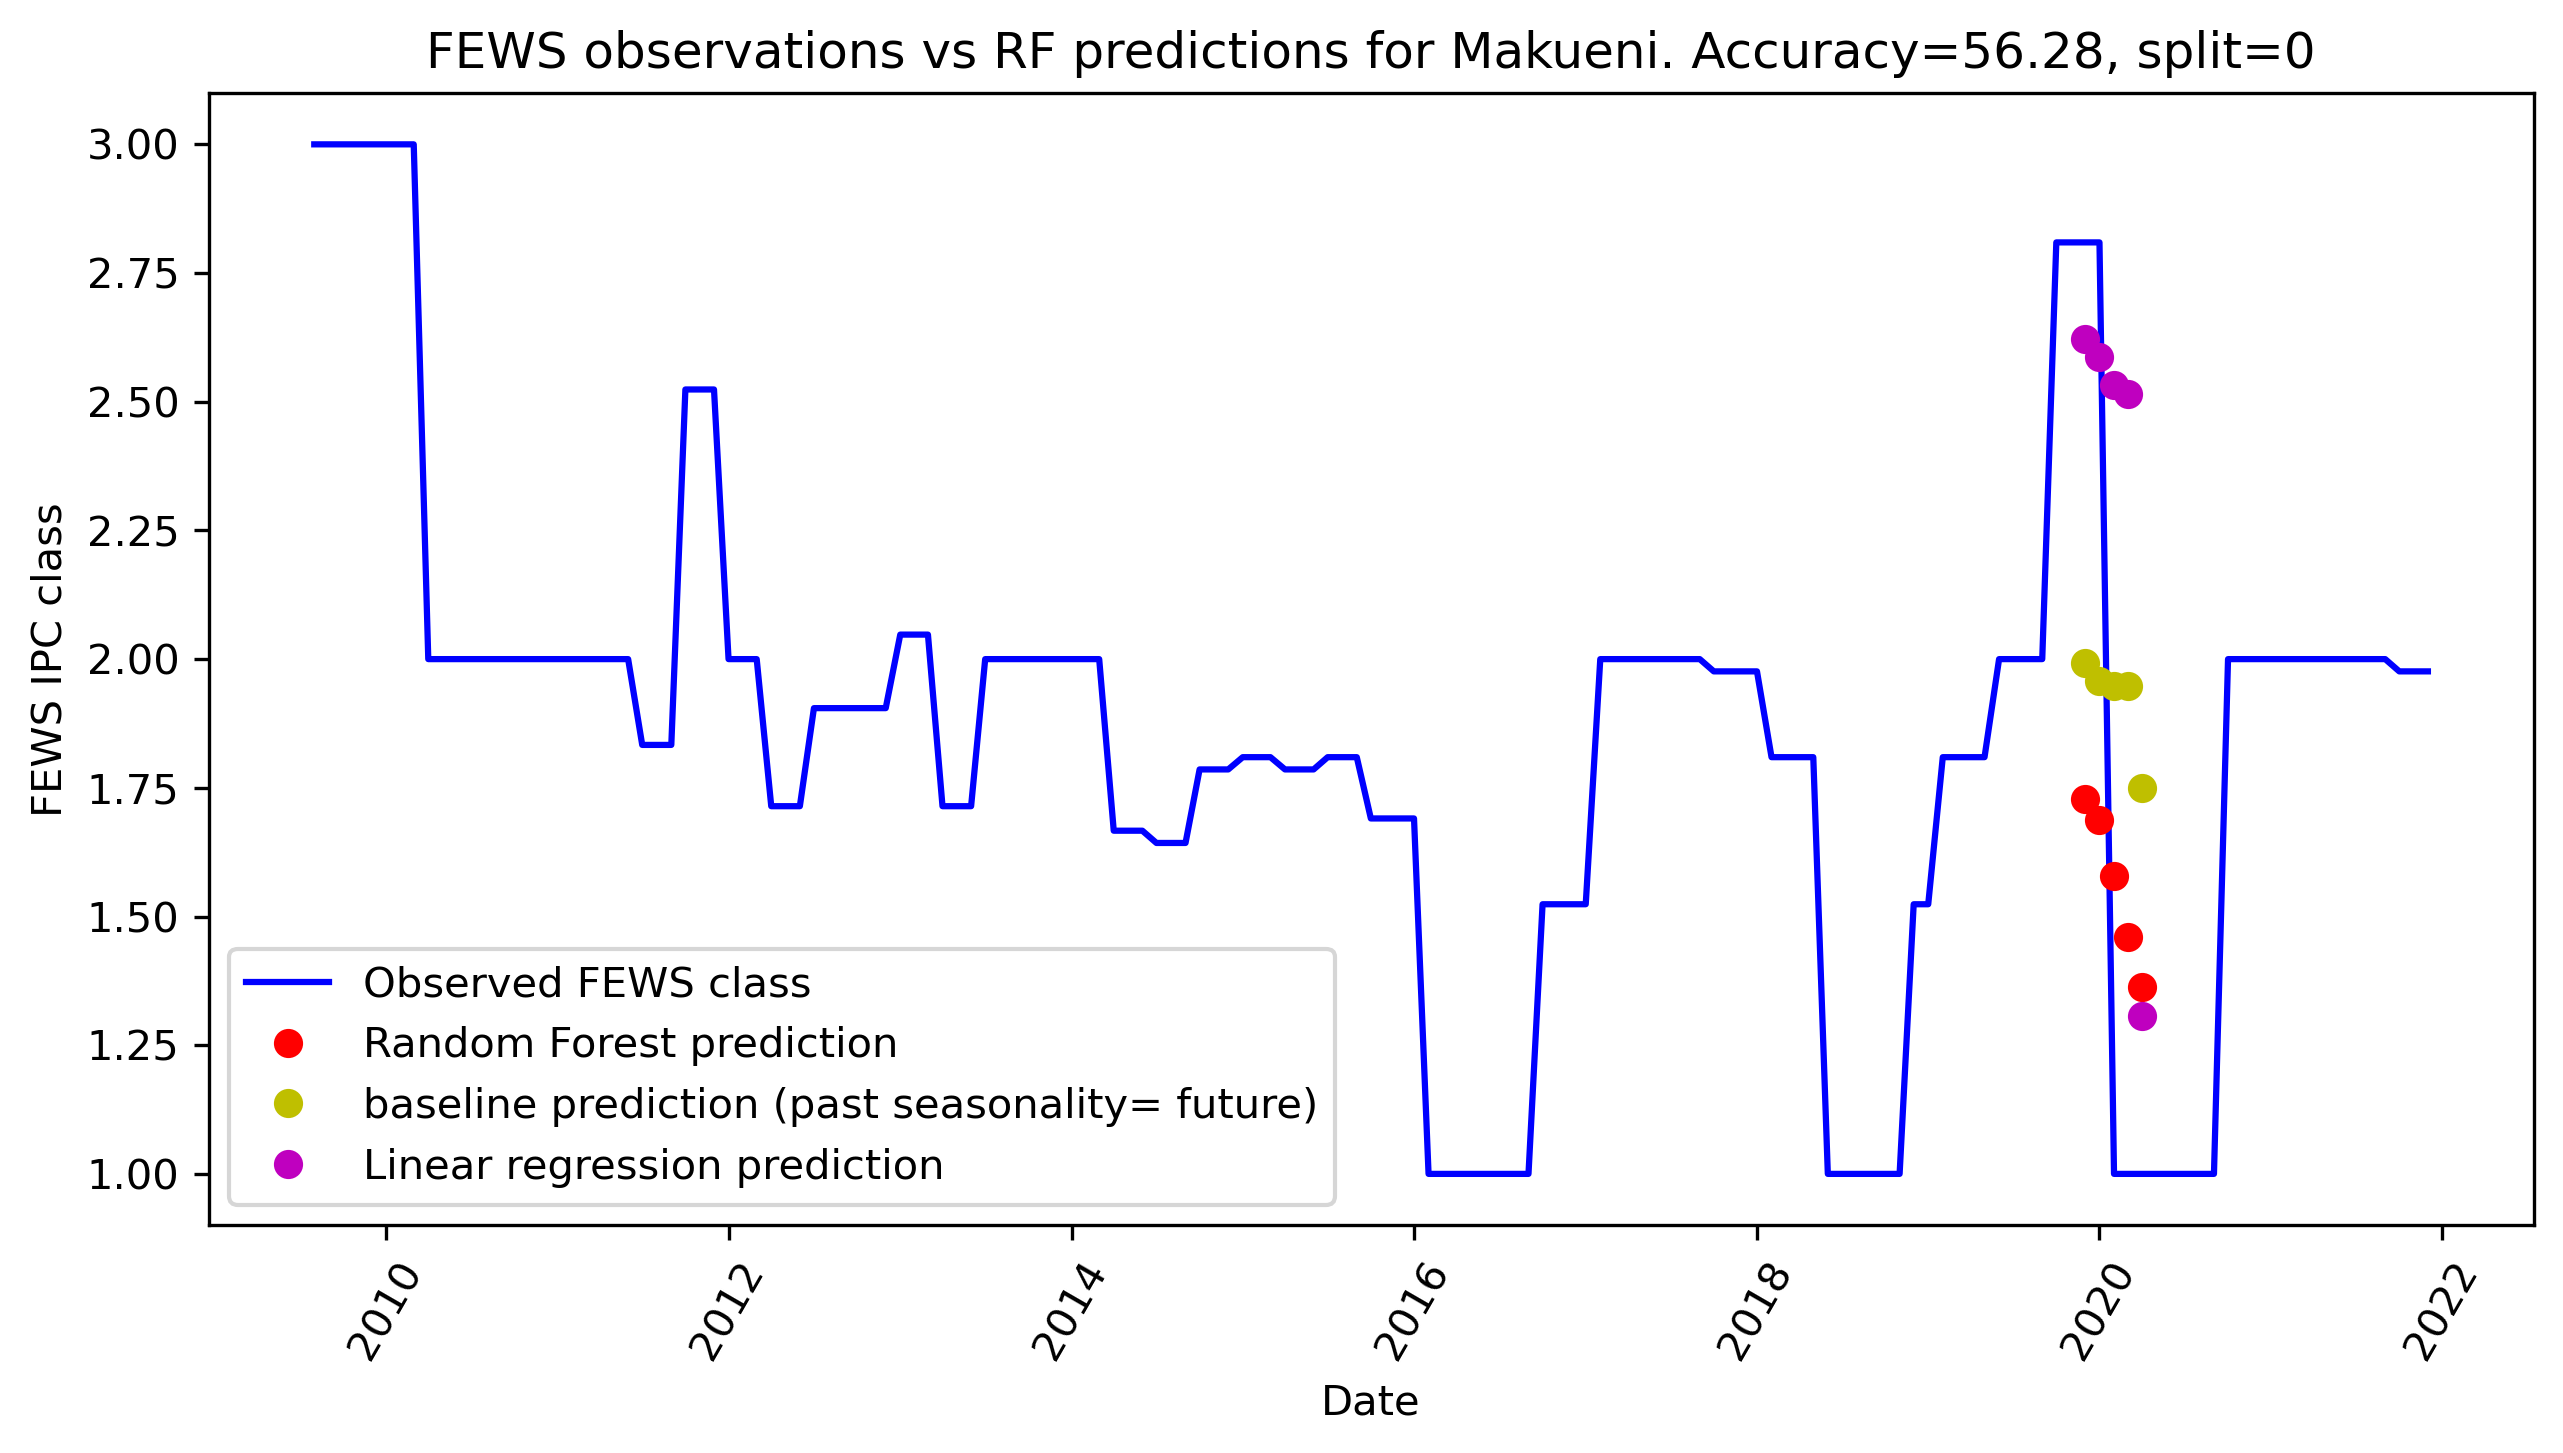 FEWS observations vs RF predictions for Makueni. Accuracy=56.28, split=0
FEWS IPC class
3.00
2.75
2.50
2.25
2.00
1.75
1.50
1.25
1.00
Observed FEWS class
Random Forest prediction
baseline prediction (past seasonality= future)
Linear regression prediction
2010
2012
2014
2016
2018
2020
2022
Date